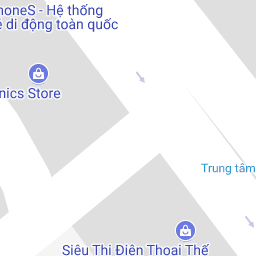 honeS - Hệ thống
di động toàn quốc
nics Store
Trung tâm
Siêu Thị Điện Thoại Thế